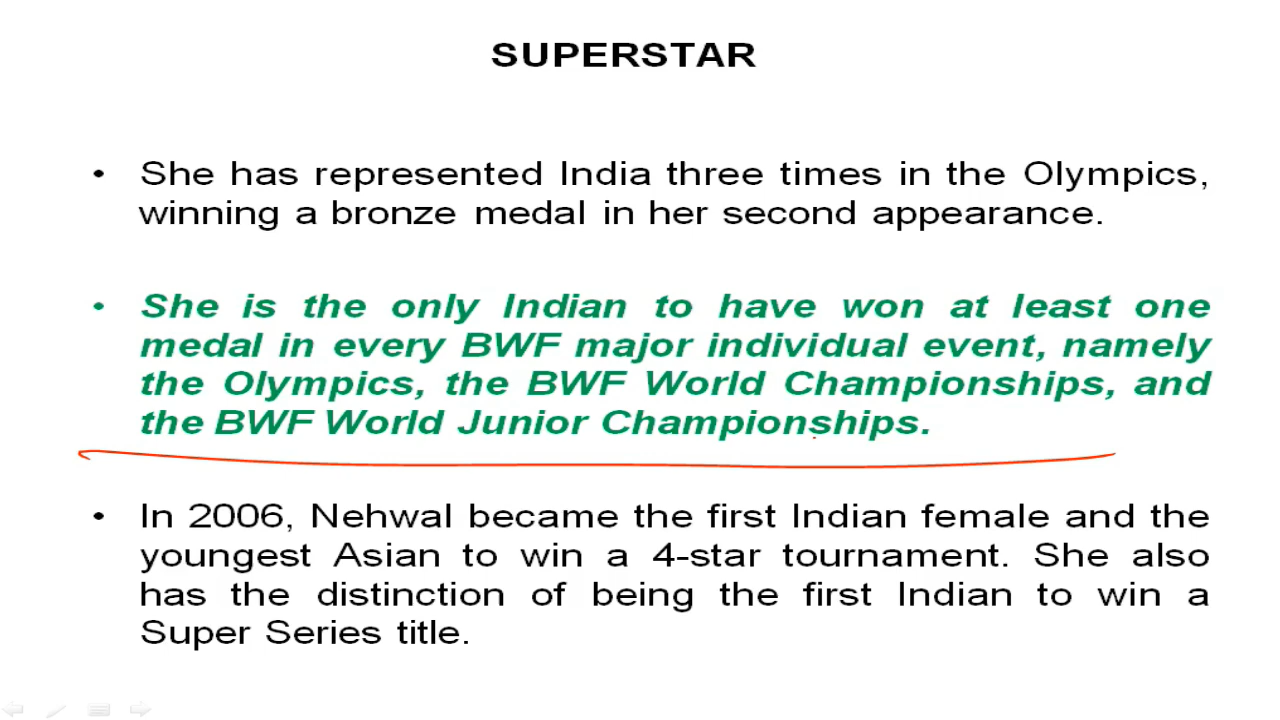 SUPERSTAR
• She has represented India three times in the Olympics,
winning a bronze medal in her second appearance.
• She is the only Indian to have won at least one
medal in every BWF major individual event, namely
the Olympics, the BWF World Championships, and
the BWF World Junior Championships.
• In 2006, Nehwal became the first Indian female and the
youngest Asian to win a 4-star tournament. She also
has the distinction of being the first Indian to win a
Super Series title.